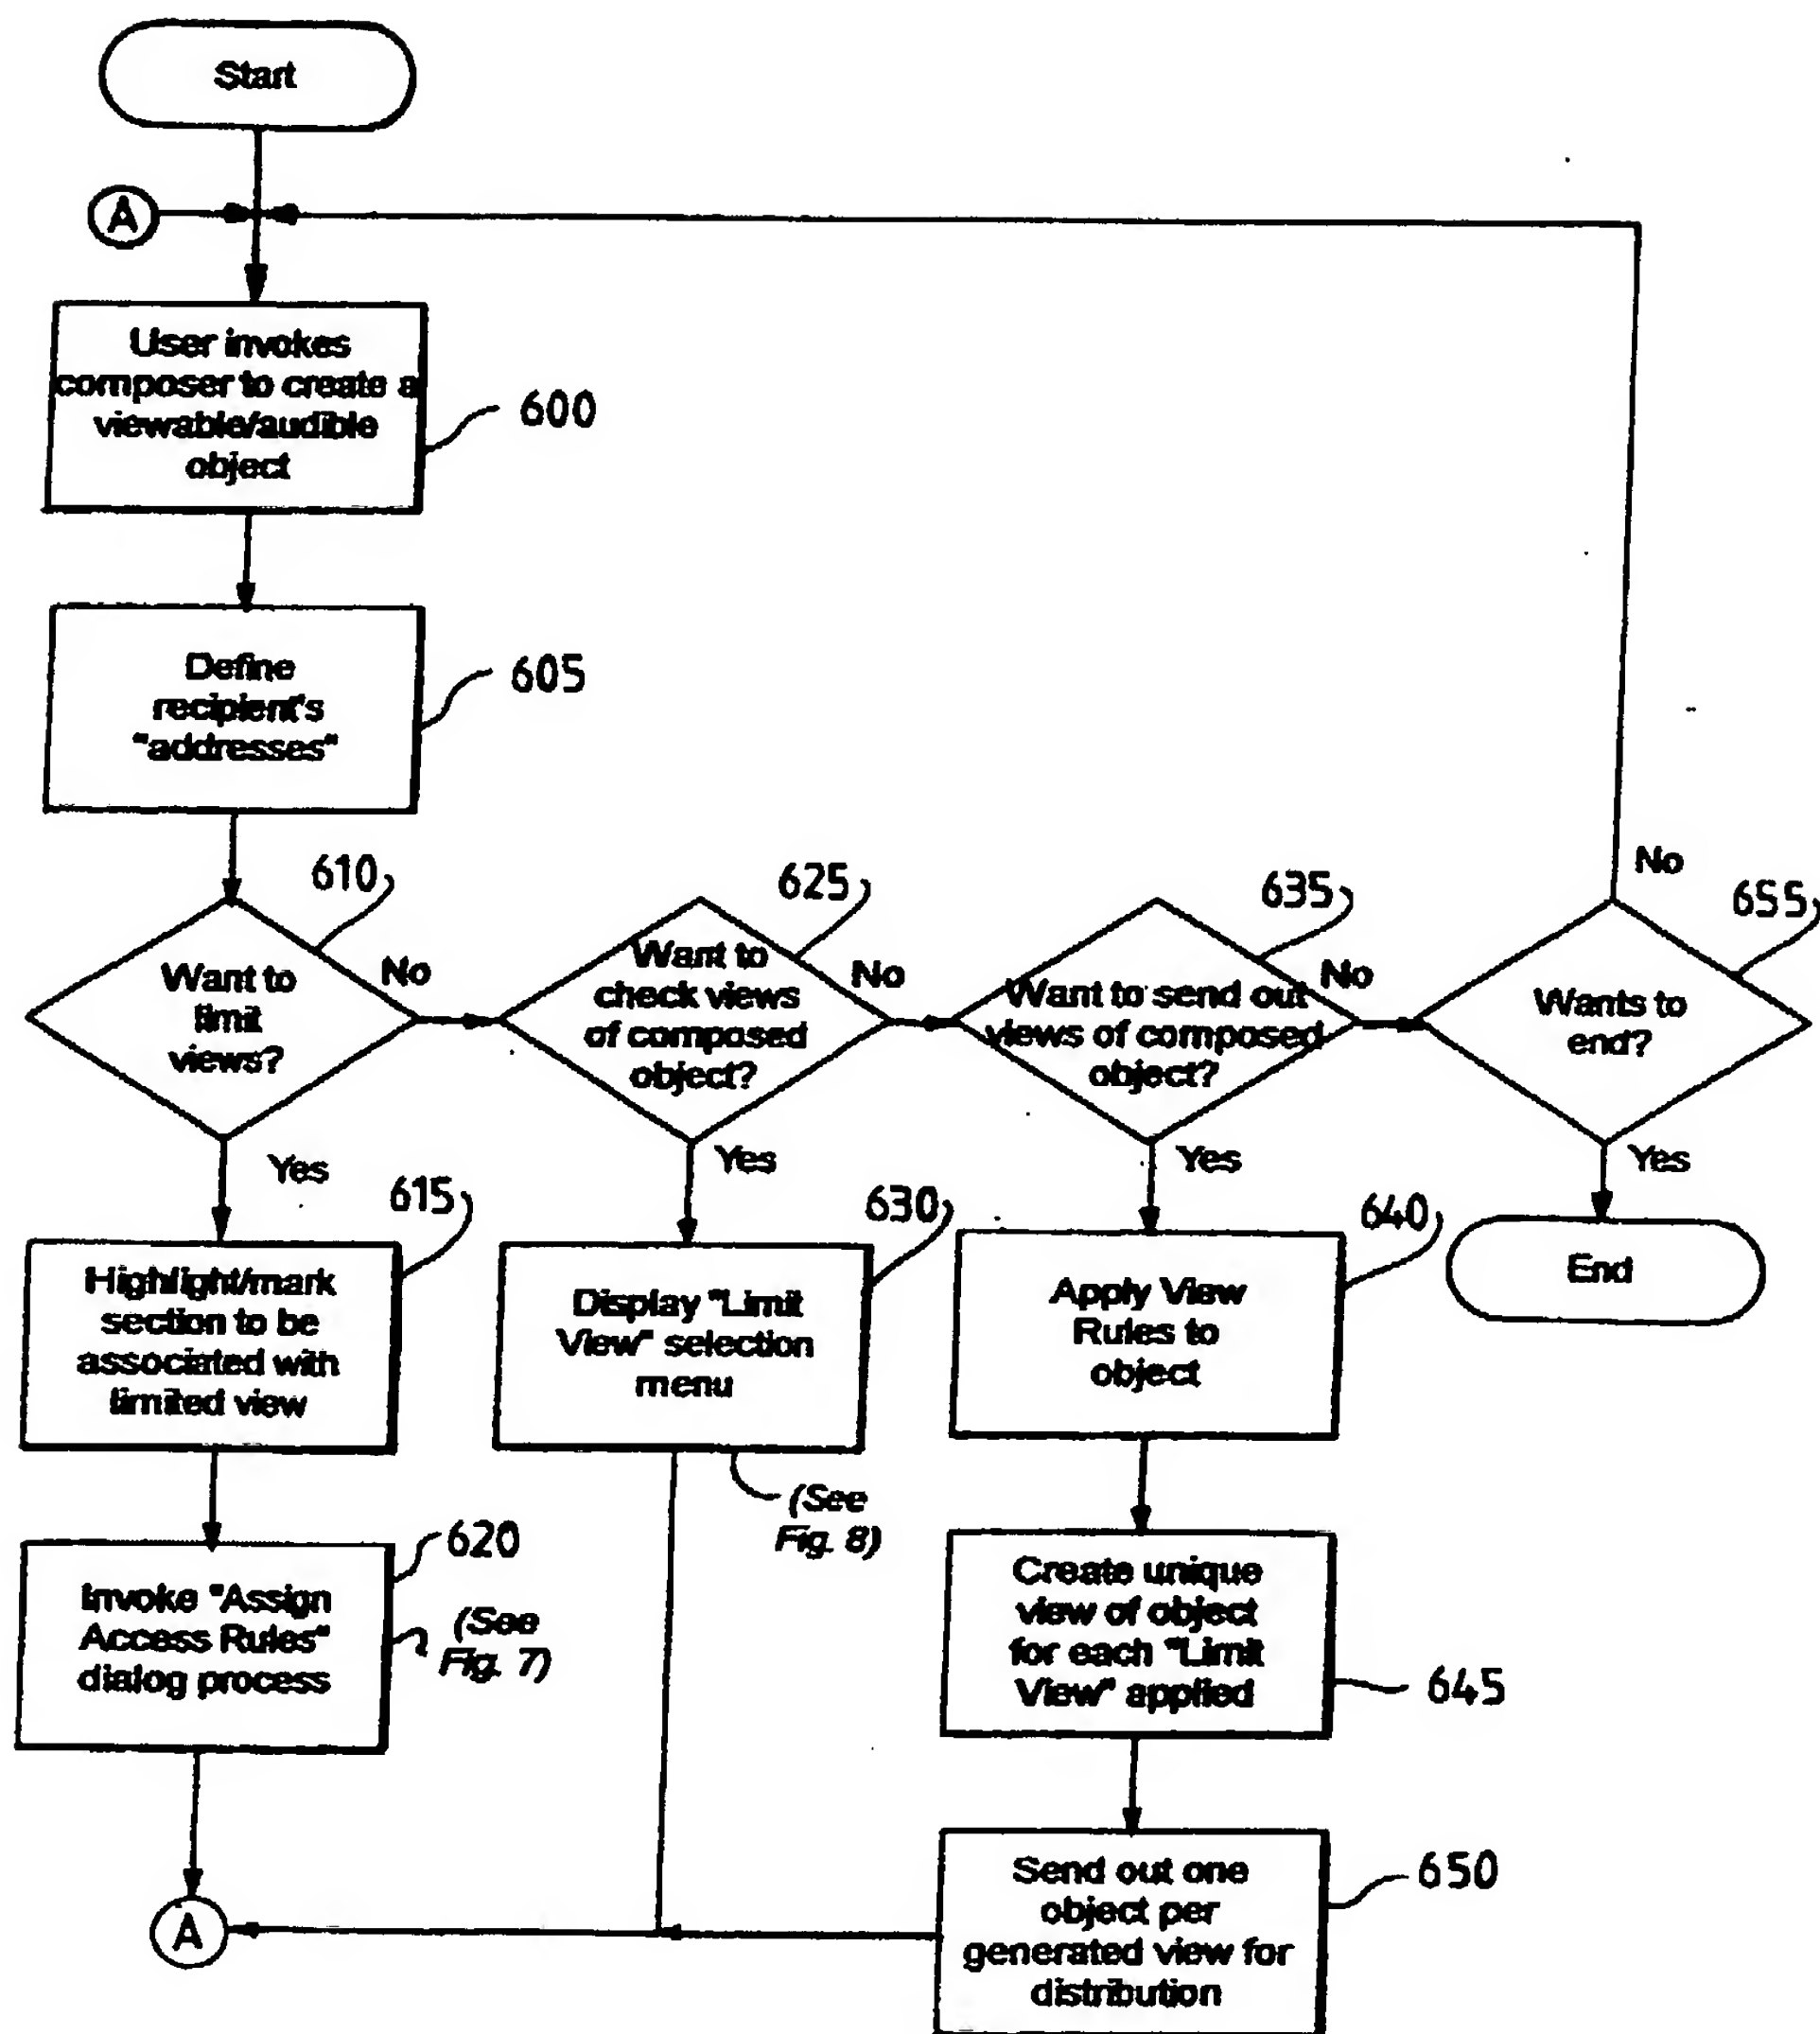 Start
A
User invokes
composer to create a
viewable/audible
object
600
Define
recipient's
"addresses"
605
610
Want to
limit
views?
No
Yes
625
Want to
check views
of composed
object?
No
Yes
635
Want to send out
views of composed
object?
No
Yes
655
Wants to
end?
No
Yes
End
615
Highlight/mark
section to be
associated with
limited view
630
Display "Limit
View" selection
menu
(See
Fig. 8)
640
Apply View
Rules to
object
620
Invoke "Assign
Access Rules"
dialog process
(See
Fig. 7)
Create unique
view of object
for each "Limit
View" applied
645
A
Send out one
object per
generated view for
distribution
650